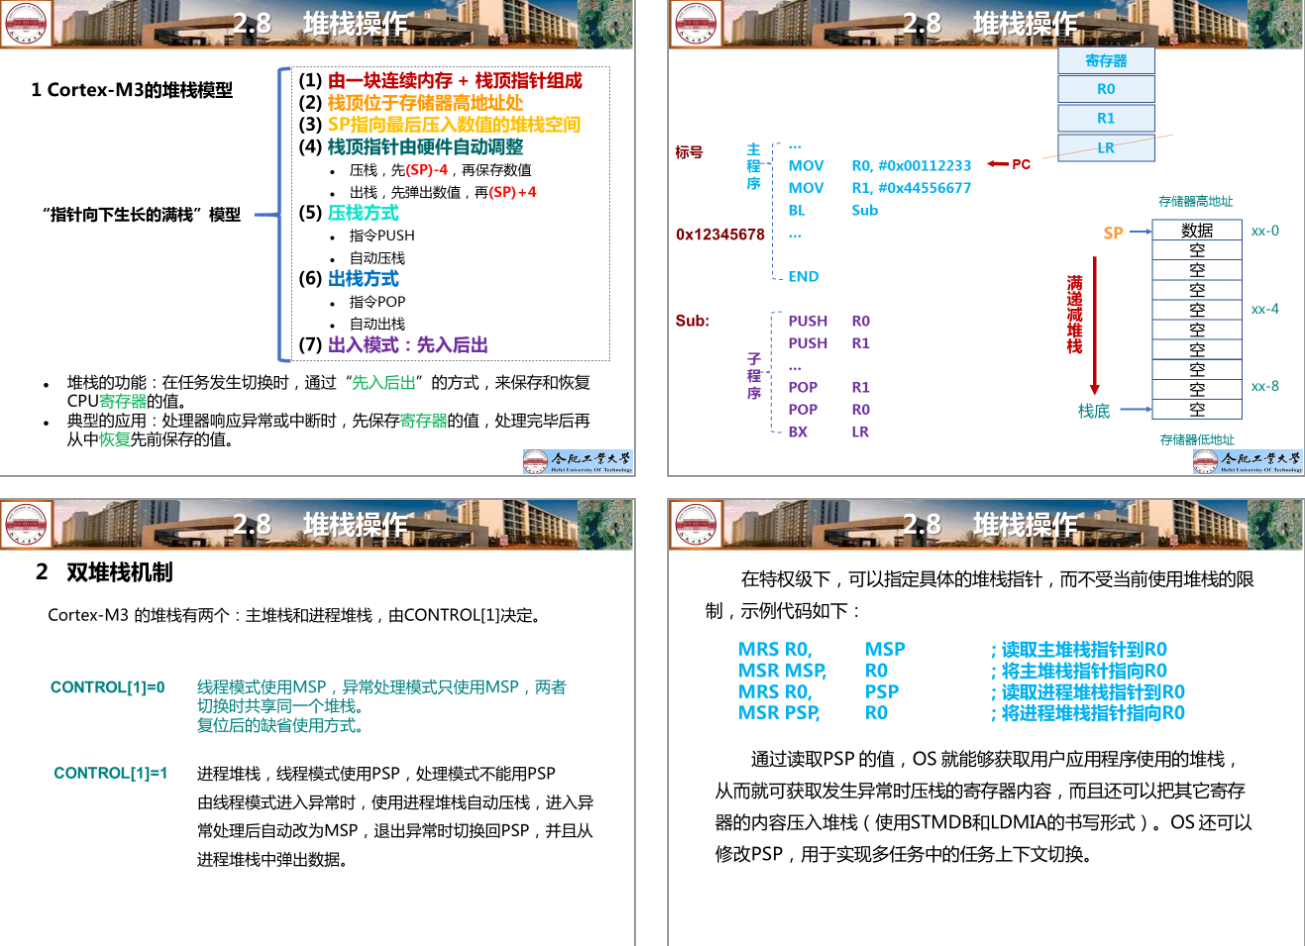 2.8 堆栈操作
1 Cortex-M3的堆栈模型
“指针向下生长的满栈”模型
(1) 由一块连续内存 + 栈顶指针组成
(2) 栈顶位于存储器高地址处
(3) SP指向最后压入数值的堆栈空间
(4) 栈顶指针由硬件自动调整
• 压栈，先(SP)-4，再保存数值
• 出栈，先弹出数值，再(SP)+4
(5) 压栈方式
• 指令PUSH
• 自动压栈
(6) 出栈方式
• 指令POP
• 自动出栈
(7) 出入模式：先入后出
• 堆栈的功能：在任务发生切换时，通过“先入后出”的方式，来保存和恢复
CPU寄存器的值。
• 典型的应用：处理器响应异常或中断时，先保存寄存器的值，处理完毕后再
从中恢复先前保存的值。
合肥工业大学
Hefei University Of Technology
2.8 堆栈操作
寄存器
R0
R1
LR
标号
主程序
...
MOV R0, #0x00112233
PC
MOV R1, #0x44556677
BL Sub
0x12345678
...
END
Sub:
子程序
PUSH R0
PUSH R1
...
POP R1
POP R0
BX LR
存储器高地址
SP
数据
xx-0
空
空
空
空
xx-4
空
空
空
空
xx-8
空
满递减堆栈
栈底
存储器低地址
合肥工业大学
Hefei University Of Technology
2.8 堆栈操作
2 双堆栈机制
Cortex-M3 的堆栈有两个：主堆栈和进程堆栈，由CONTROL[1]决定。
CONTROL[1]=0
线程模式使用MSP，异常处理模式只使用MSP，两者
切换时共享同一个堆栈。
复位后的缺省使用方式。
CONTROL[1]=1
进程堆栈，线程模式使用PSP，处理模式不能用PSP
由线程模式进入异常时，使用进程堆栈自动压栈，进入异
常处理后自动改为MSP，退出异常时切换回PSP，并且从
进程堆栈中弹出数据。
2.8 堆栈操作
在特权级下，可以指定具体的堆栈指针，而不受当前使用堆栈的限
制，示例代码如下：
MRS R0, MSP ; 读取主堆栈指针到R0
MSR MSP, R0 ; 将主堆栈指针指向R0
MRS R0, PSP ; 读取进程堆栈指针到R0
MSR PSP, R0 ; 将进程堆栈指针指向R0
通过读取PSP 的值，OS 就能够获取用户应用程序使用的堆栈，
从而就可获取发生异常时压栈的寄存器内容，而且还可以把其它寄存
器的内容压入堆栈（使用STMDB和LDMIA的书写形式）。OS 还可以
修改PSP，用于实现多任务中的任务上下文切换。